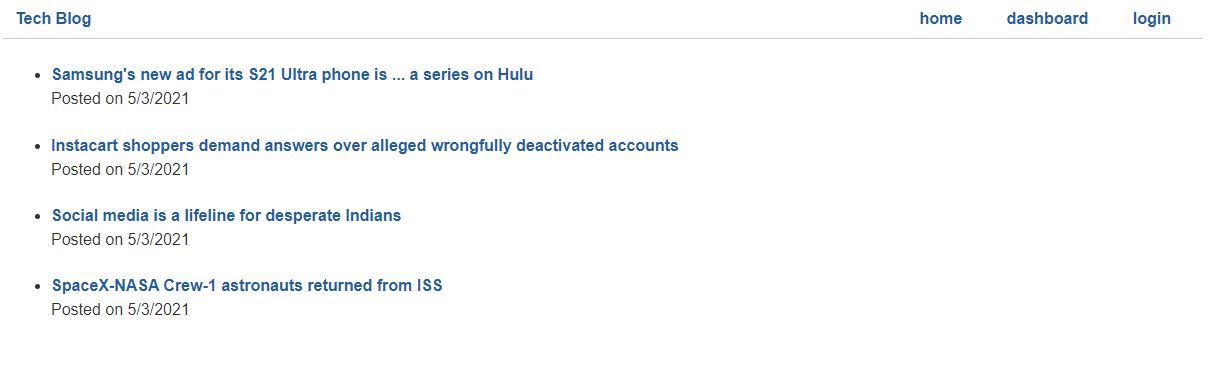 Tech Blog home dashboard login
Samsung's new ad for its S21 Ultra phone is ... a series on Hulu
Posted on 5/3/2021
Instacart shoppers demand answers over alleged wrongfully deactivated accounts
Posted on 5/3/2021
Social media is a lifeline for desperate Indians
Posted on 5/3/2021
SpaceX-NASA Crew-1 astronauts returned from ISS
Posted on 5/3/2021